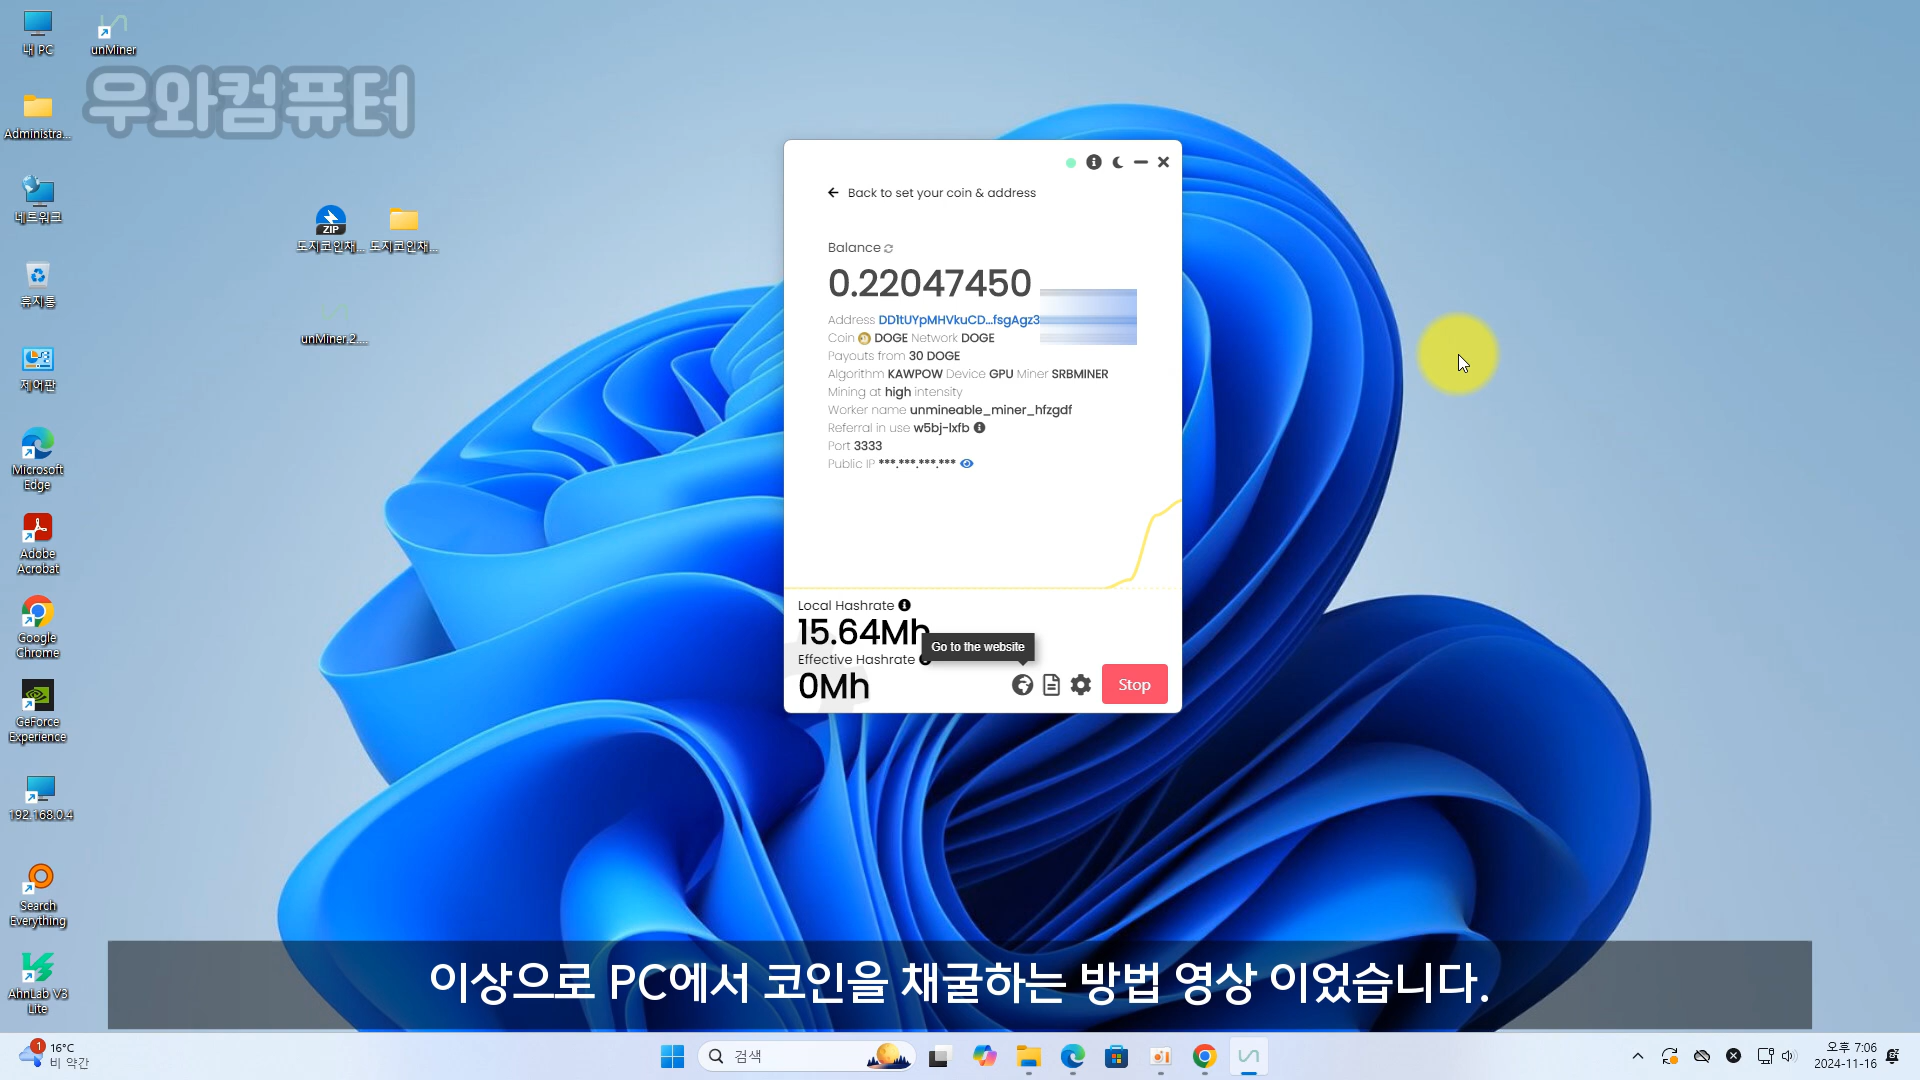 내 PC
unMiner
우와컴퓨터
Administra...
네트워크
휴지통
제어판
Microsoft
Edge
Adobe
Acrobat
Google
Chrome
GeForce
Experience
192.168.0.4
Search
Everything
AhnLab V3
Lite
ZIP
도지코인채...
도지코인채...
unMiner.2....
Back to set your coin & address
Balance
0.22047450
Address DD1tUYpMHVkuCD...fsgAgz3
Coin DOGE Network DOGE
Payouts from 30 DOGE
Algorithm KAWPOW Device GPU Miner SRBMINER
Mining at high intensity
Worker name unmineable_miner_hfzgdf
Referral in use w5bj-lxfb
Port 3333
Public IP ***.***.***.***
Local Hashrate
15.64Mh
Go to the website
Effective Hashrate
0Mh
Stop
이상으로 PC에서 코인을 채굴하는 방법 영상 이었습니다.
1
16°C
비 약간
검색
오후 7:06
2024-11-16